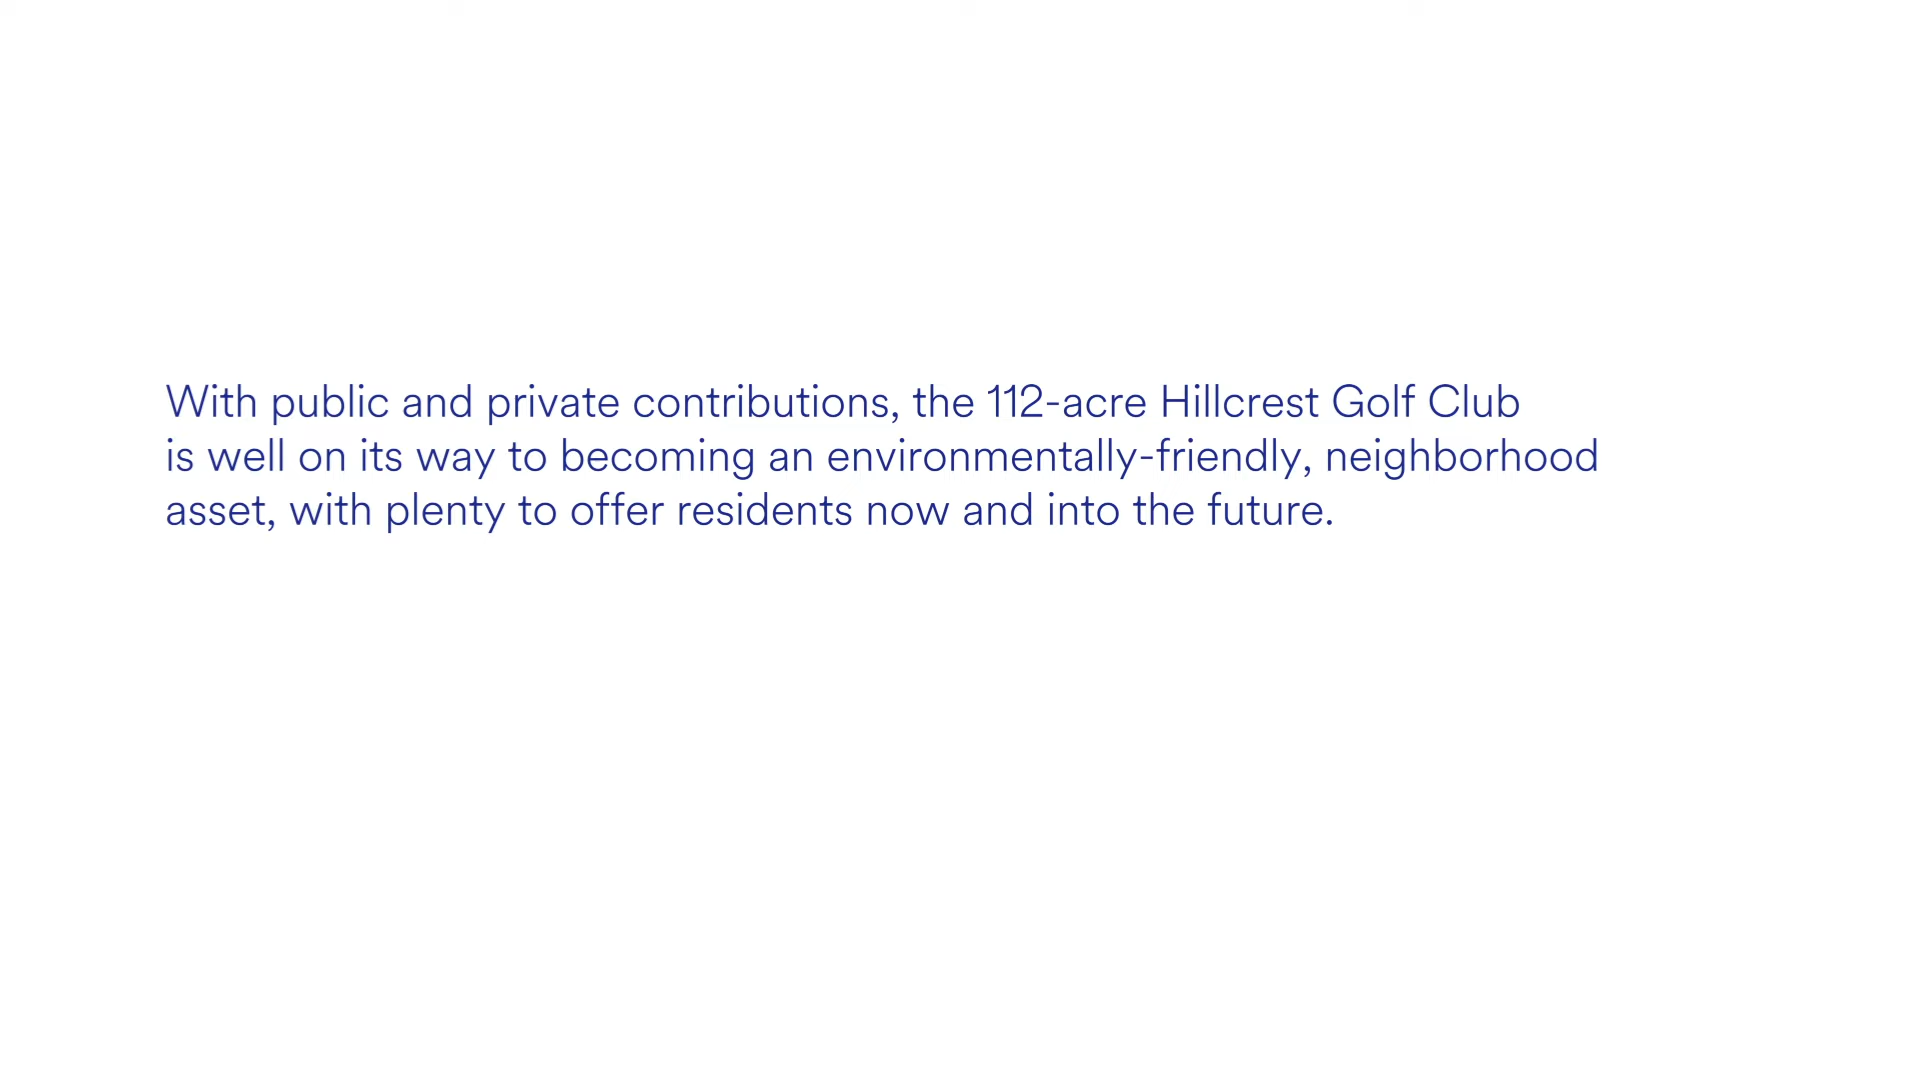 With public and private contributions, the 112-acre Hillcrest Golf Club
is well on its way to becoming an environmentally-friendly, neighborhood
asset, with plenty to offer residents now and into the future.